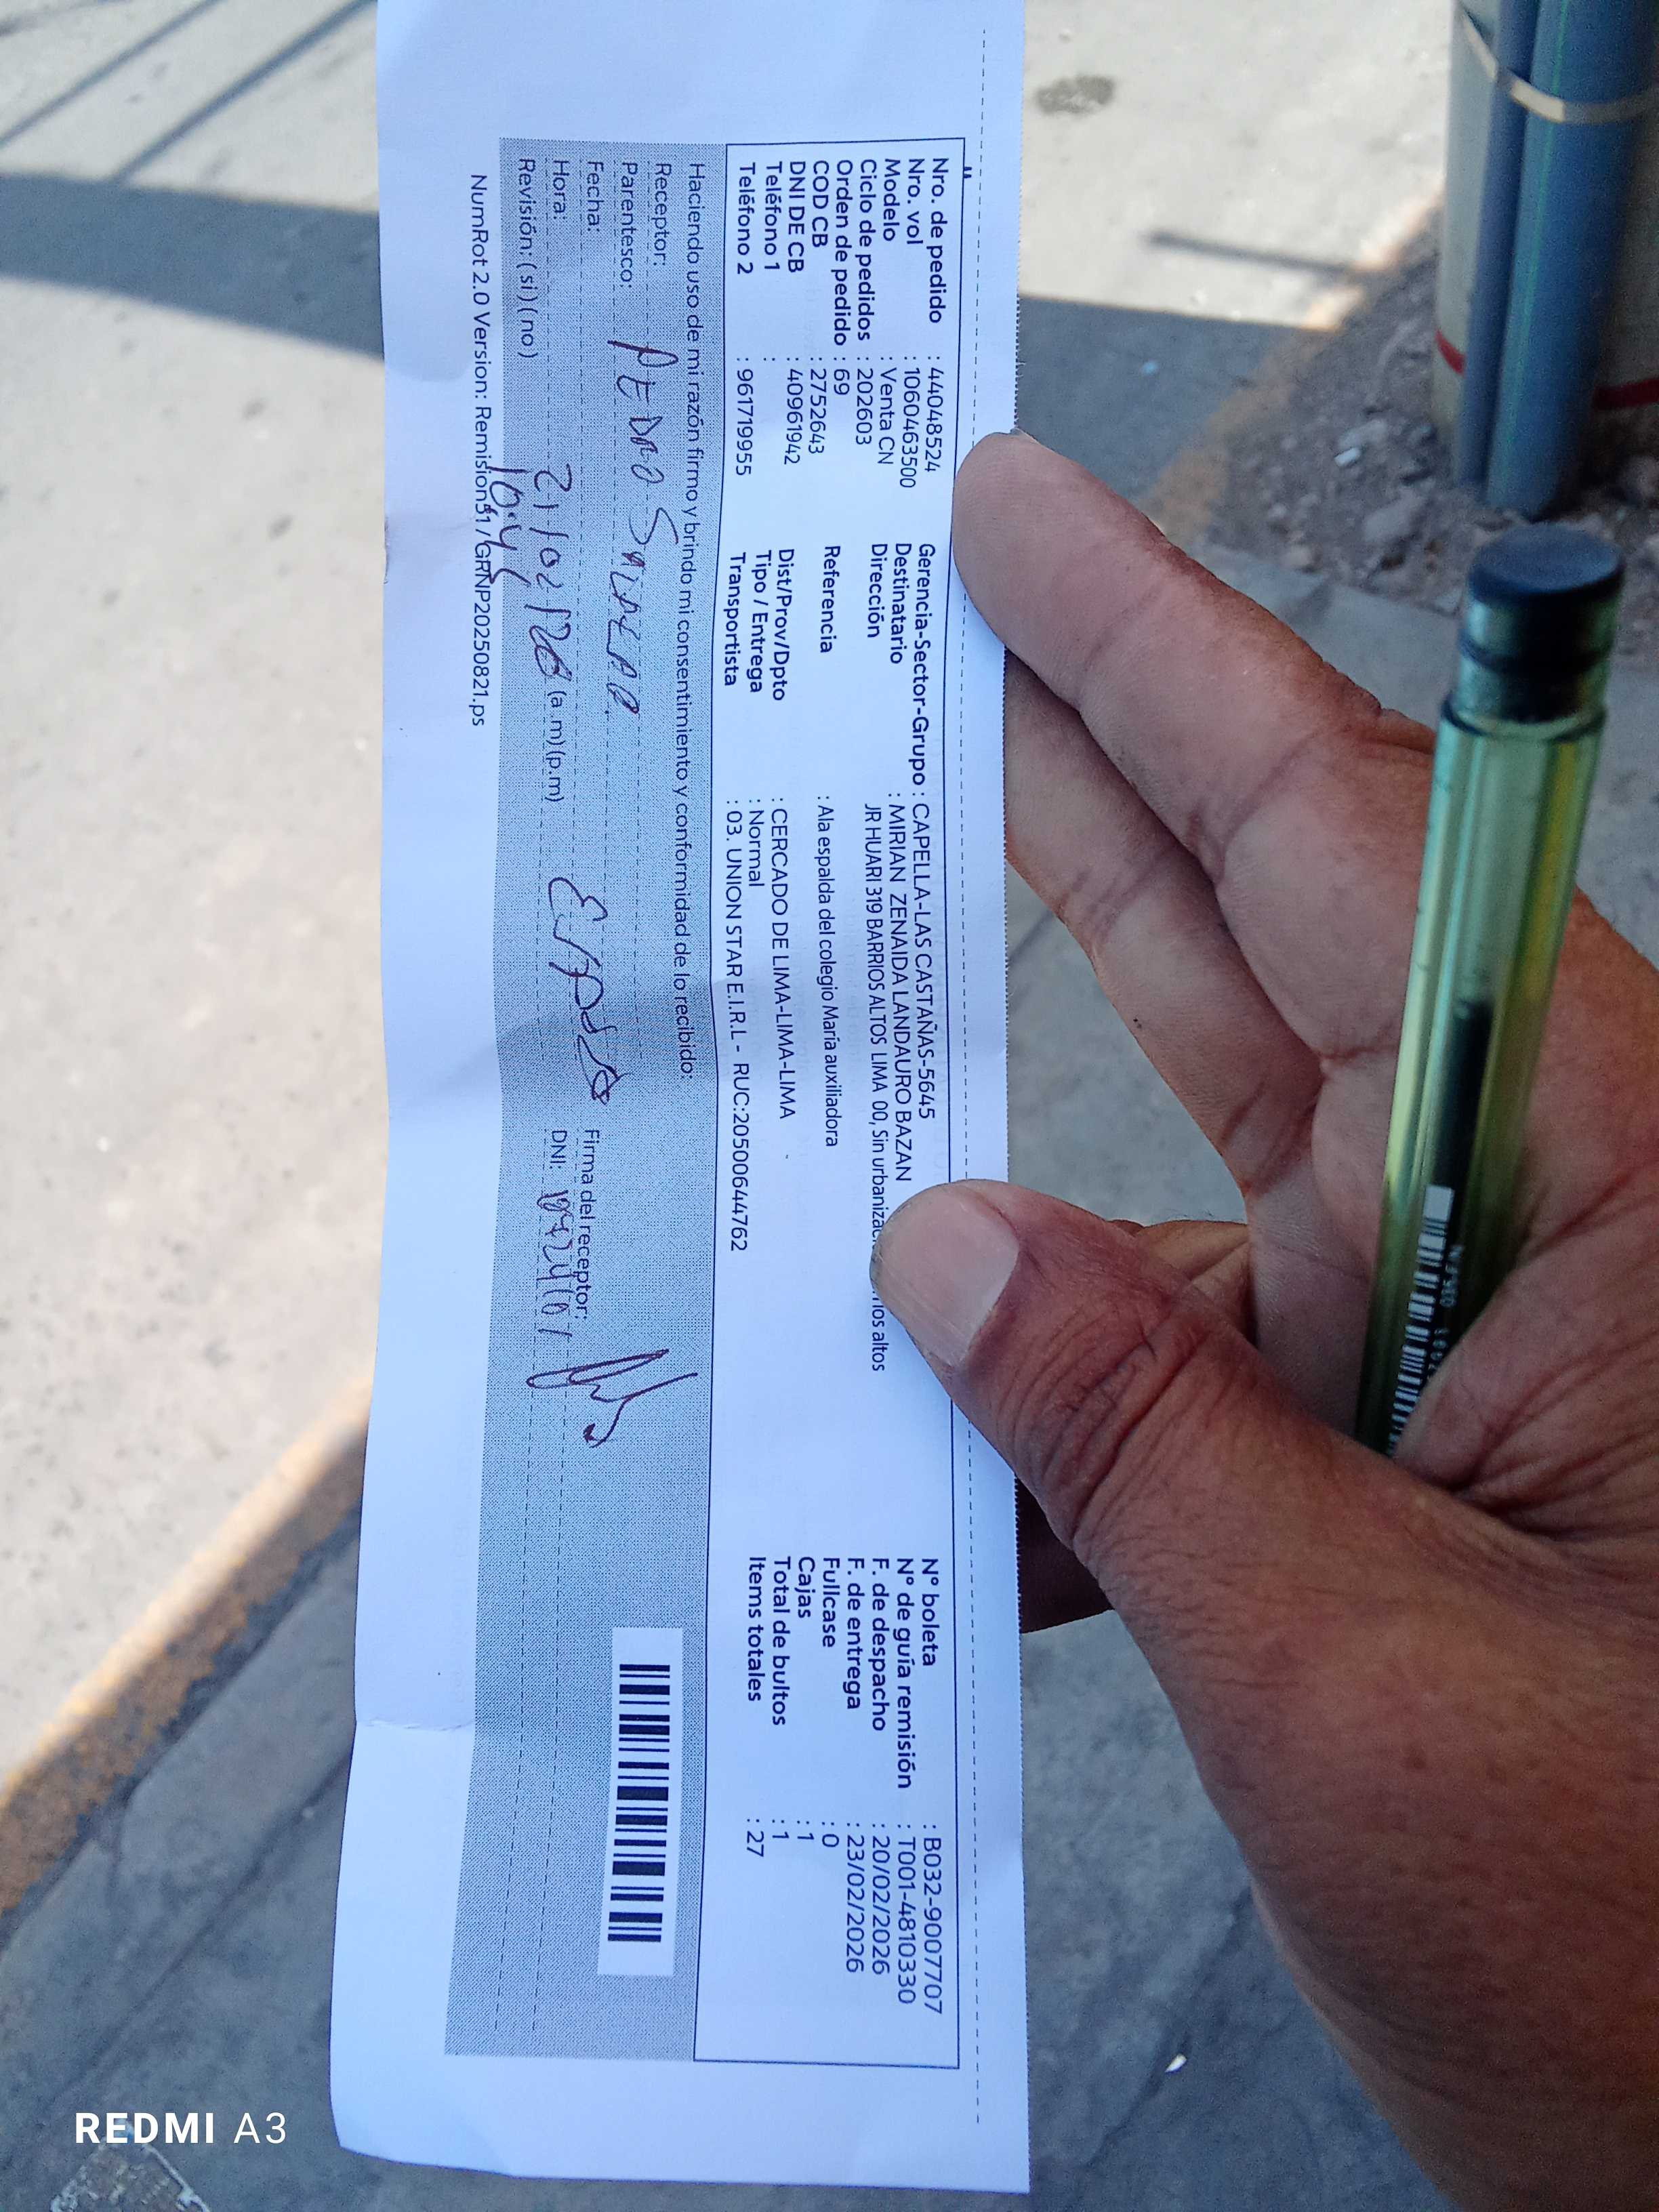 Nro. de pedido : 44048524
Nro. vol : 1060463500
Modelo : Venta CN
Ciclo de pedidos : 202603
Orden de pedido : 69
COD CB : 2752643
DNI DE CB : 40961942
Teléfono 1 :
Teléfono 2 : 961719955
Gerencia-Sector-Grupo : CAPELLA-LAS CASTAÑAS-5645
Destinatario : MIRIAN ZENAIDA LANDAURO BAZAN
Dirección JR HUARI 319 BARRIOS ALTOS LIMA 00, Sin urbanizac altos
Referencia : Ala espalda del colegio María auxiliadora
Dist/Prov/Dpto : CERCADO DE LIMA-LIMA-LIMA
Tipo / Entrega : Normal
Transportista : 03. UNION STAR E.I.R.L - RUC:20500644762
N° boleta : B032-9007707
N° de guía remisión : T001-4810330
F. de despacho : 20/02/2026
F. de entrega : 23/02/2026
Fullcase : 0
Cajas : 1
Total de bultos : 1
Items totales : 27
Haciendo uso de mi razón firmo y brindo mi consentimiento y conformidad de lo recibido:
Receptor: PEDRO
Parentesco:
Fecha: 21/02/
Hora: (a.m)(p.m)
Revisión: (si) (no)
Firma del receptor:
DNI:
NumRot 2.0 Version: Remision31 / GRNP20250821.ps
REDMI A3